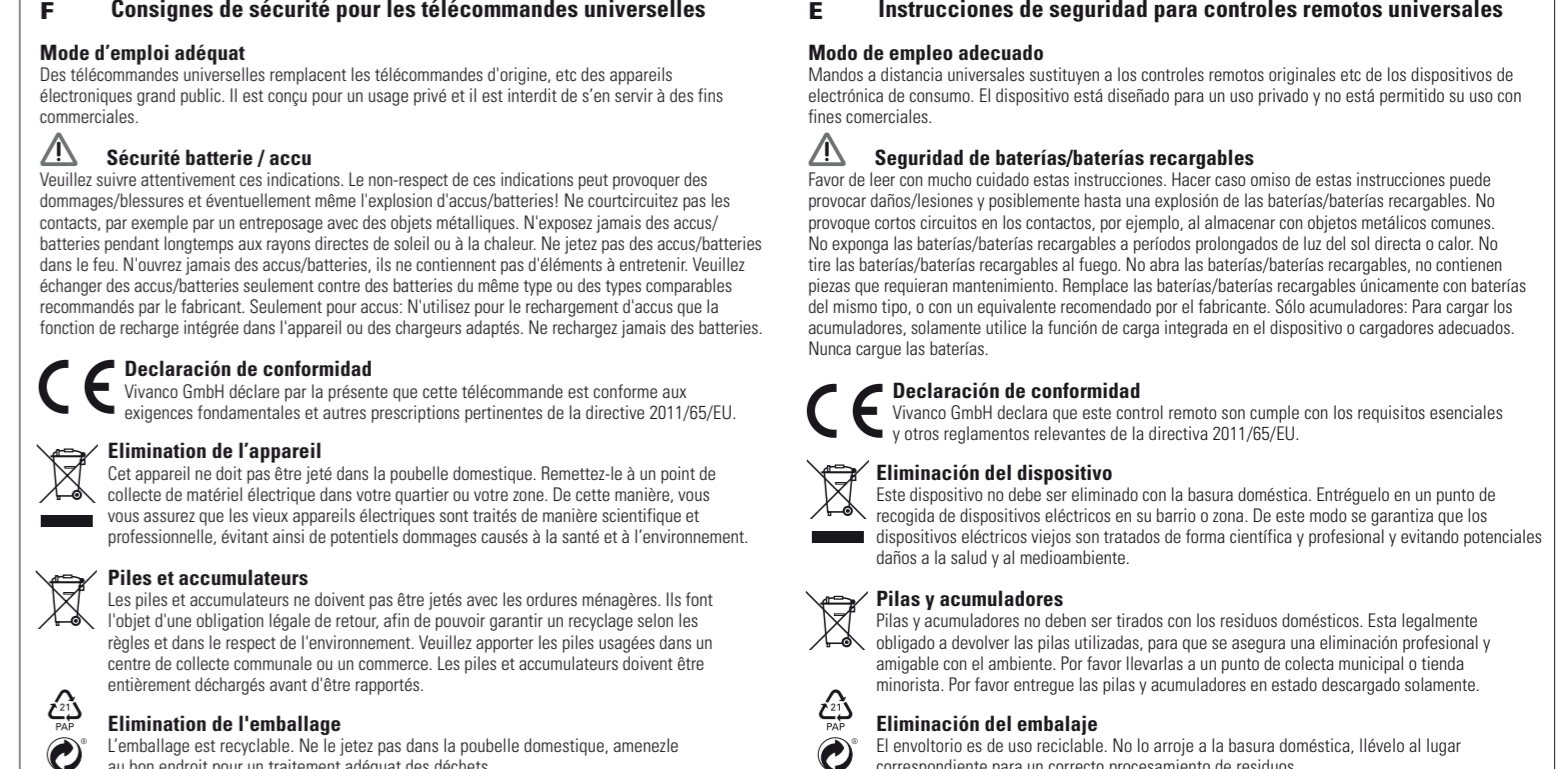 F Consignes de sécurité pour les télécommandes universelles
Mode d’emploi adéquat
Des télécommandes universelles remplacent les télécommandes d'origine, etc des appareils
électroniques grand public. Il est conçu pour un usage privé et il est interdit de s’en servir à des fins
commerciales.
Sécurité batterie / accu
Veuillez suivre attentivement ces indications. Le non-respect de ces indications peut provoquer des
dommages/blessures et éventuellement même l'explosion d'accus/batteries! Ne courtcircuitez pas les
contacts, par exemple par un entreposage avec des objets métalliques. N'exposez jamais des accus/
batteries pendant longtemps aux rayons directes de soleil ou à la chaleur. Ne jetez pas des accus/batteries
dans le feu. N'ouvrez jamais des accus/batteries, ils ne contiennent pas d'éléments à entretenir. Veuillez
échanger des accus/batteries seulement contre des batteries du même type ou des types comparables
recommandés par le fabricant. Seulement pour accus: N'utilisez pour le rechargement d'accus que la
fonction de recharge intégrée dans l'appareil ou des chargeurs adaptés. Ne rechargez jamais des batteries.
CE Declaración de conformidad
Vivanco GmbH déclare par la présente que cette télécommande est conforme aux
exigences fondamentales et autres prescriptions pertinentes de la directive 2011/65/EU.
Elimination de l’appareil
Cet appareil ne doit pas être jeté dans la poubelle domestique. Remettez-le à un point de
collecte de matériel électrique dans votre quartier ou votre zone. De cette manière, vous
vous assurez que les vieux appareils électriques sont traités de manière scientifique et
professionnelle, évitant ainsi de potentiels dommages causés à la santé et à l’environnement.
Piles et accumulateurs
Les piles et accumulateurs ne doivent pas être jetés avec les ordures ménagères. Ils font
l'objet d'une obligation légale de retour, afin de pouvoir garantir un recyclage selon les
règles et dans le respect de l'environnement. Veuillez apporter les piles usagées dans un
centre de collecte communale ou un commerce. Les piles et accumulateurs doivent être
entièrement déchargés avant d'être rapportés.
21
PAP
Elimination de l'emballage
®
L’emballage est recyclable. Ne le jetez pas dans la poubelle domestique, amenezle
au bon endroit pour un traitement adéquat des déchets.
E Instrucciones de seguridad para controles remotos universales
Modo de empleo adecuado
Mandos a distancia universales sustituyen a los controles remotos originales etc de los dispositivos de
electrónica de consumo. El dispositivo está diseñado para un uso privado y no está permitido su uso con
fines comerciales.
Seguridad de baterías/baterías recargables
Favor de leer con mucho cuidado estas instrucciones. Hacer caso omiso de estas instrucciones puede
provocar daños/lesiones y posiblemente hasta una explosión de las baterías/baterías recargables. No
provoque cortos circuitos en los contactos, por ejemplo, al almacenar con objetos metálicos comunes.
No exponga las baterías/baterías recargables a períodos prolongados de luz del sol directa o calor. No
tire las baterías/baterías recargables al fuego. No abra las baterías/baterías recargables, no contienen
piezas que requieran mantenimiento. Remplace las baterías/baterías recargables únicamente con baterías
del mismo tipo, o con un equivalente recomendado por el fabricante. Sólo acumuladores: Para cargar los
acumuladores, solamente utilice la función de carga integrada en el dispositivo o cargadores adecuados.
Nunca cargue las baterías.
CE Declaración de conformidad
Vivanco GmbH declara que este control remoto son cumple con los requisitos esenciales
y otros reglamentos relevantes de la directiva 2011/65/EU.
Eliminación del dispositivo
Este dispositivo no debe ser eliminado con la basura doméstica. Entréguelo en un punto de
recogida de dispositivos eléctricos en su barrio o zona. De este modo se garantiza que los
dispositivos eléctricos viejos son tratados de forma científica y profesional y evitando potenciales
daños a la salud y al medioambiente.
Pilas y acumuladores
Pilas y acumuladores no deben ser tirados con los residuos domésticos. Esta legalmente
obligado a devolver las pilas utilizadas, para que se asegura una eliminación profesional y
amigable con el ambiente. Por favor llevarlas a un punto de colecta municipal o tienda
minorista. Por favor entregue las pilas y acumuladores en estado descargado solamente.
21
PAP
Eliminación del embalaje
®
El envoltorio es de uso reciclable. No lo arroje a la basura doméstica, llévelo al lugar
correspondiente para un correcto procesamiento de residuos.